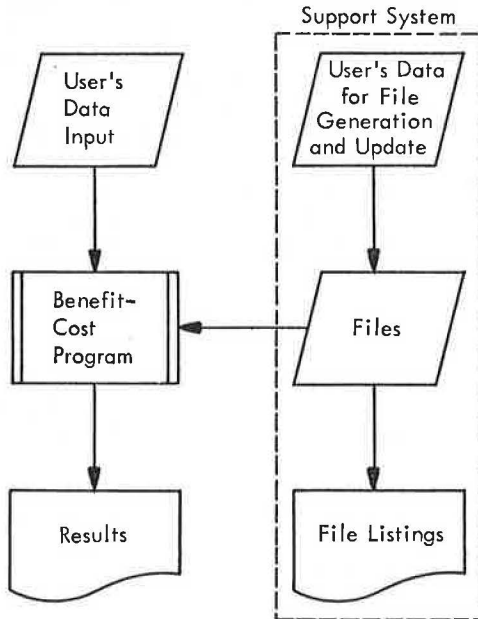 Support System
User's
Data
Input
User's Data
for File
Generation
and Update
Benefit-
Cost
Program
Files
Results
File Listings